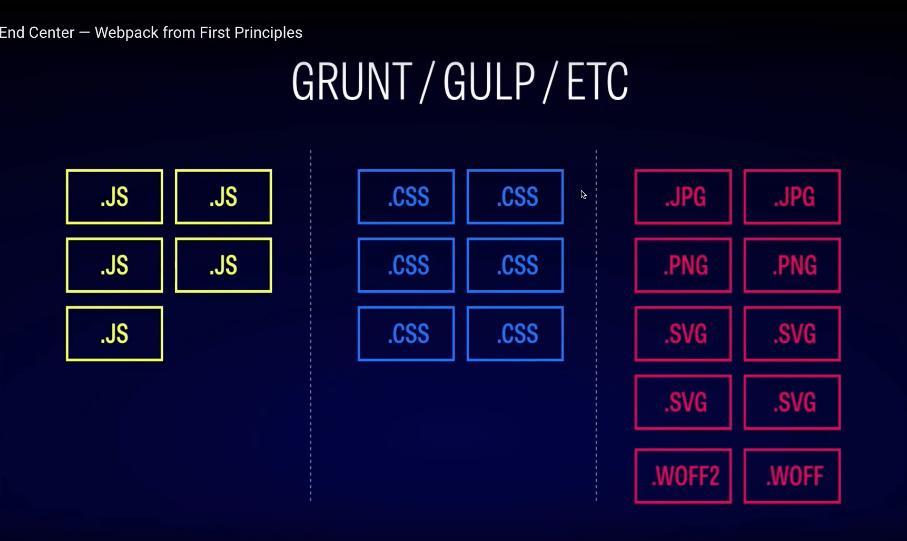 End Center — Webpack from First Principles
GRUNT / GULP / ETC
.JS .JS
.JS .JS
.JS
.CSS .CSS
.CSS .CSS
.CSS .CSS
.JPG .JPG
.PNG .PNG
.SVG .SVG
.SVG .SVG
.WOFF2 .WOFF